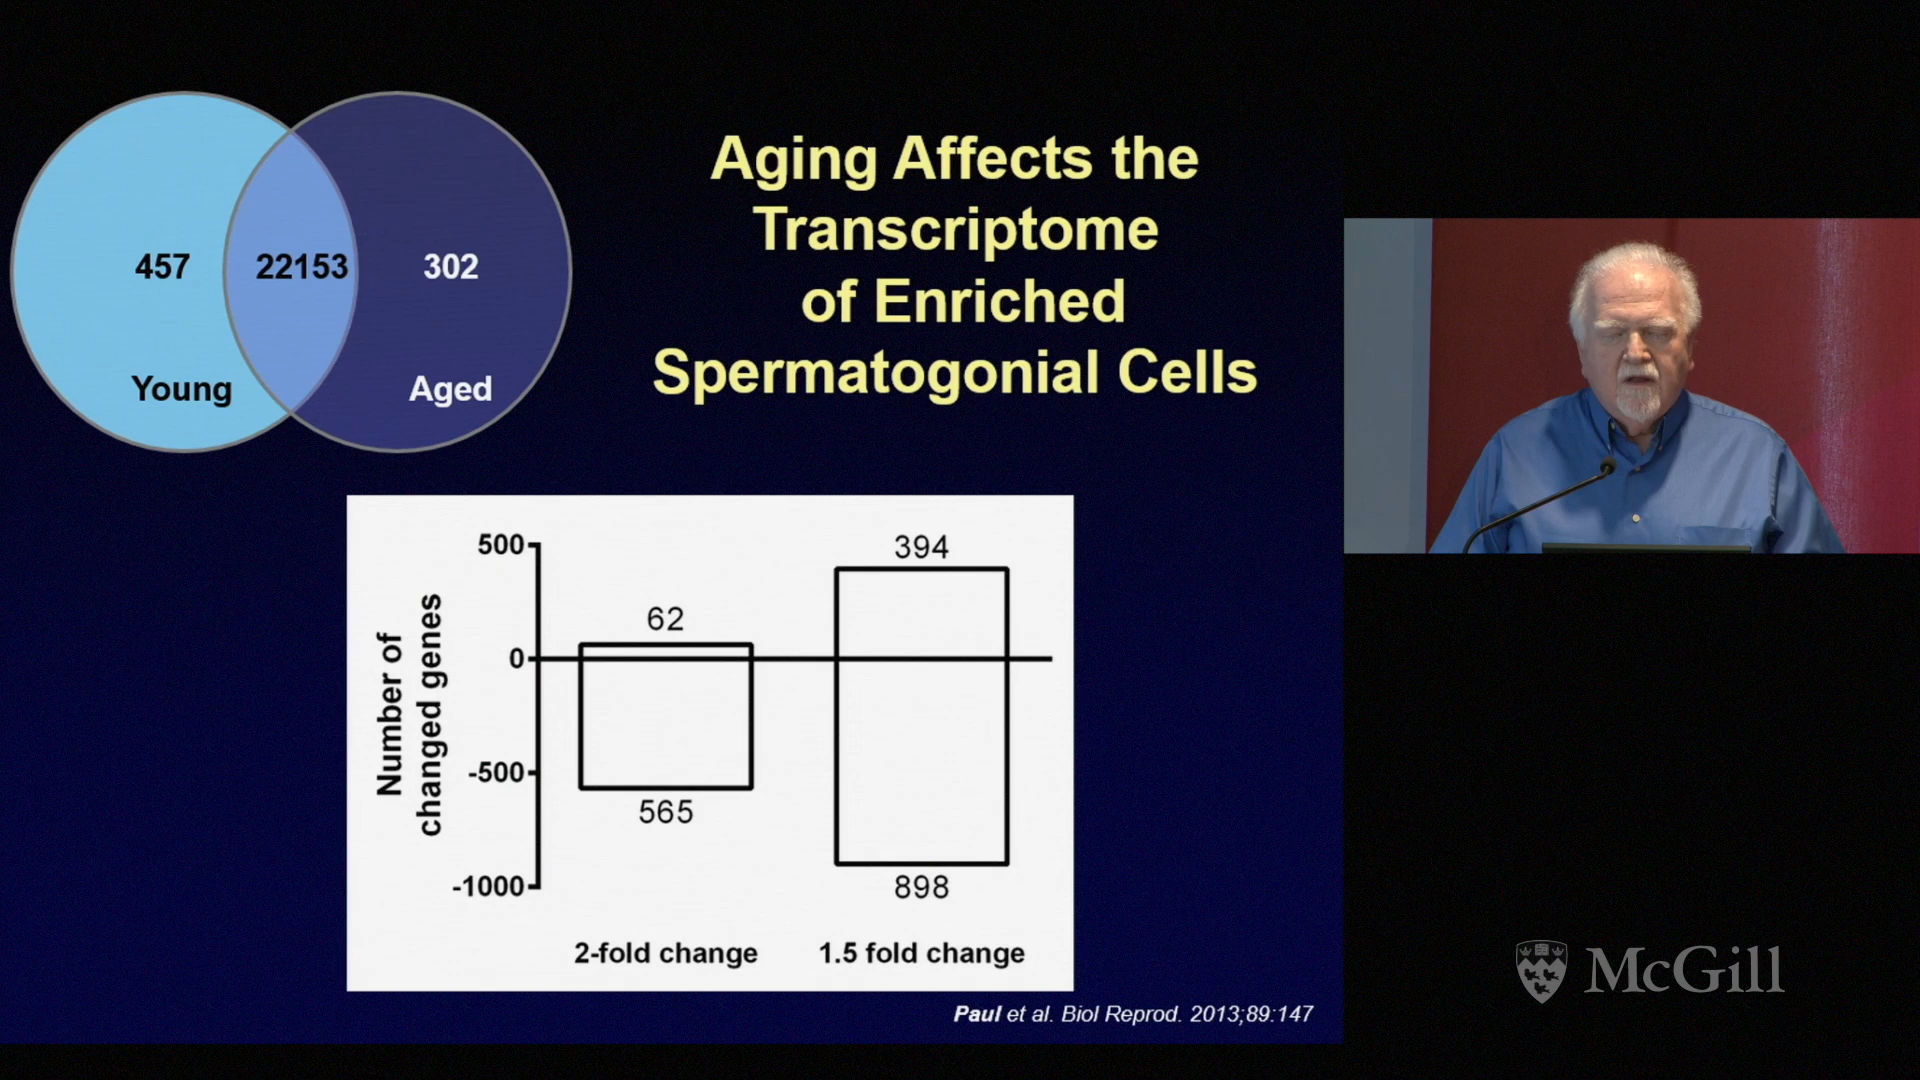 Aging Affects the
Transcriptome
of Enriched
Spermatogonial Cells
457
22153
302
Young
Aged
Number of
changed genes
500
0
-500
-1000
62
565
394
898
2-fold change
1.5 fold change
Paul et al. Biol Reprod. 2013;89:147
McGill